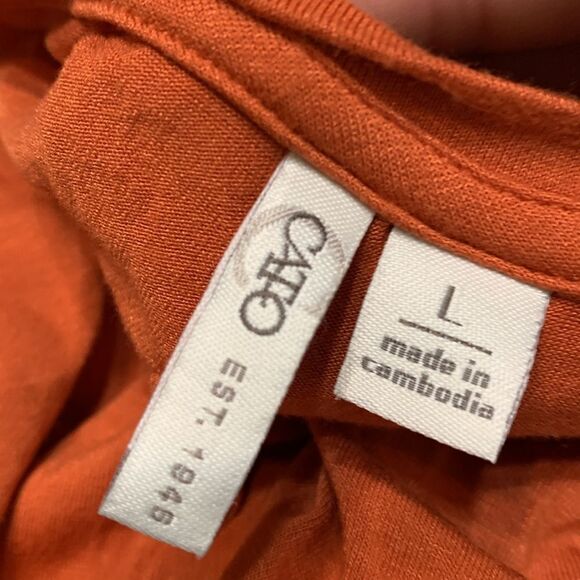 CATO
EST. 1946
L
made in
cambodia